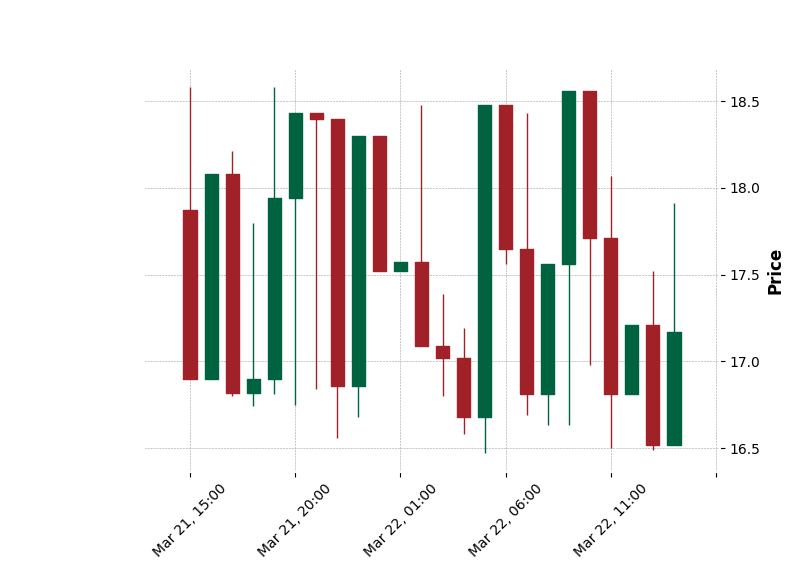 18.5
18.0
17.5
17.0
16.5
Price
Mar 21, 15:00
Mar 21, 20:00
Mar 22, 01:00
Mar 22, 06:00
Mar 22, 11:00